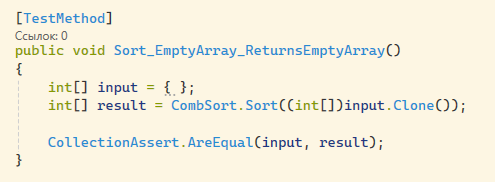 [TestMethod]
Ссылок: 0
public void Sort_EmptyArray_ReturnsEmptyArray()
{
    int[] input = { };
    int[] result = CombSort.Sort((int[])input.Clone());
    CollectionAssert.AreEqual(input, result);
}